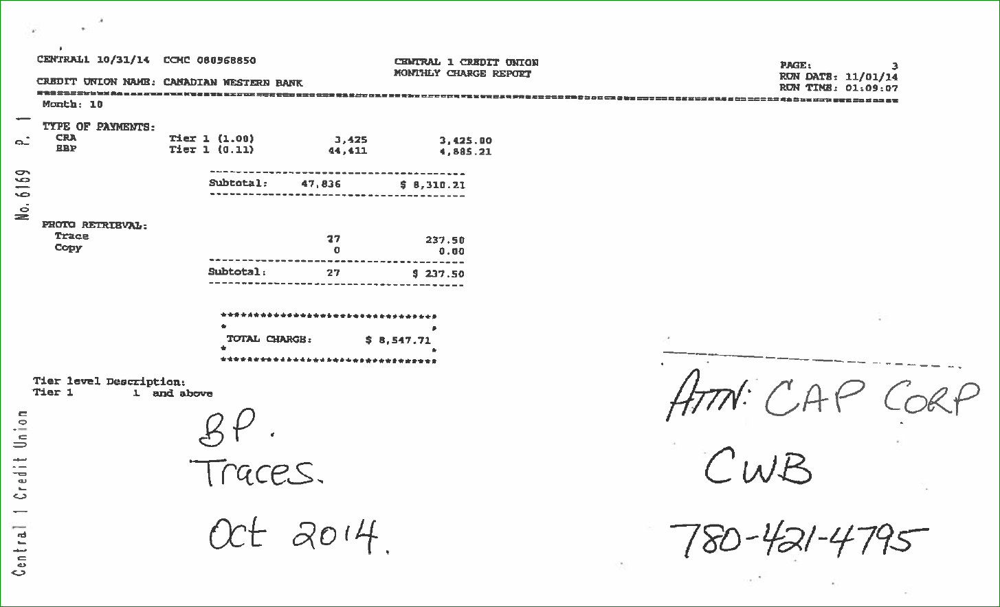 CENTRAL1 10/31/14 CCMC 080968850
CENTRAL 1 CREDIT UNION
MONTHLY CHARGE REPORT
PAGE: 3
RUN DATE: 11/01/14
RUN TIME: 01:09:07
CREDIT UNION NAME: CANADIAN WESTERN BANK
Month: 10
TYPE OF PAYMENTS:
CRA Tier 1 (1.00) 3,425 3,425.00
BBP Tier 1 (0.11) 44,411 4,885.21
Subtotal: 47,836 $ 8,310.21
PHOTO RETRIEVAL:
Trace 27 237.50
Copy 0 0.00
Subtotal: 27 $ 237.50
TOTAL CHARGE: $ 8,547.71
Tier level Description:
Tier 1 1 and above
BP.
Traces.
Oct 2014.
ATTN: CAP CORP
CWB
780-421-4795
No. 6169 P. 1
Central 1 Credit Union